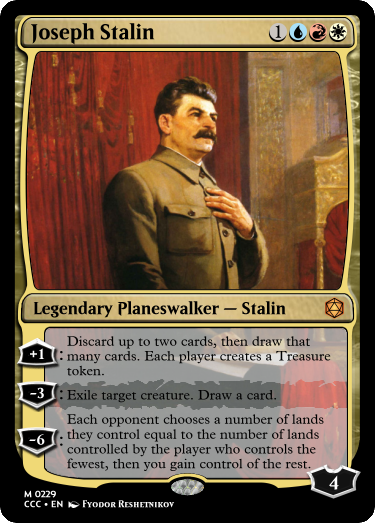 Joseph Stalin 1
Legendary Planeswalker — Stalin
+1: Discard up to two cards, then draw that
many cards. Each player creates a Treasure
token.
-3: Exile target creature. Draw a card.
Each opponent chooses a number of lands
-6: they control equal to the number of lands
controlled by the player who controls the
fewest, then you gain control of the rest.
4
M 0229
CCC • EN Fyodor Reshetnikov